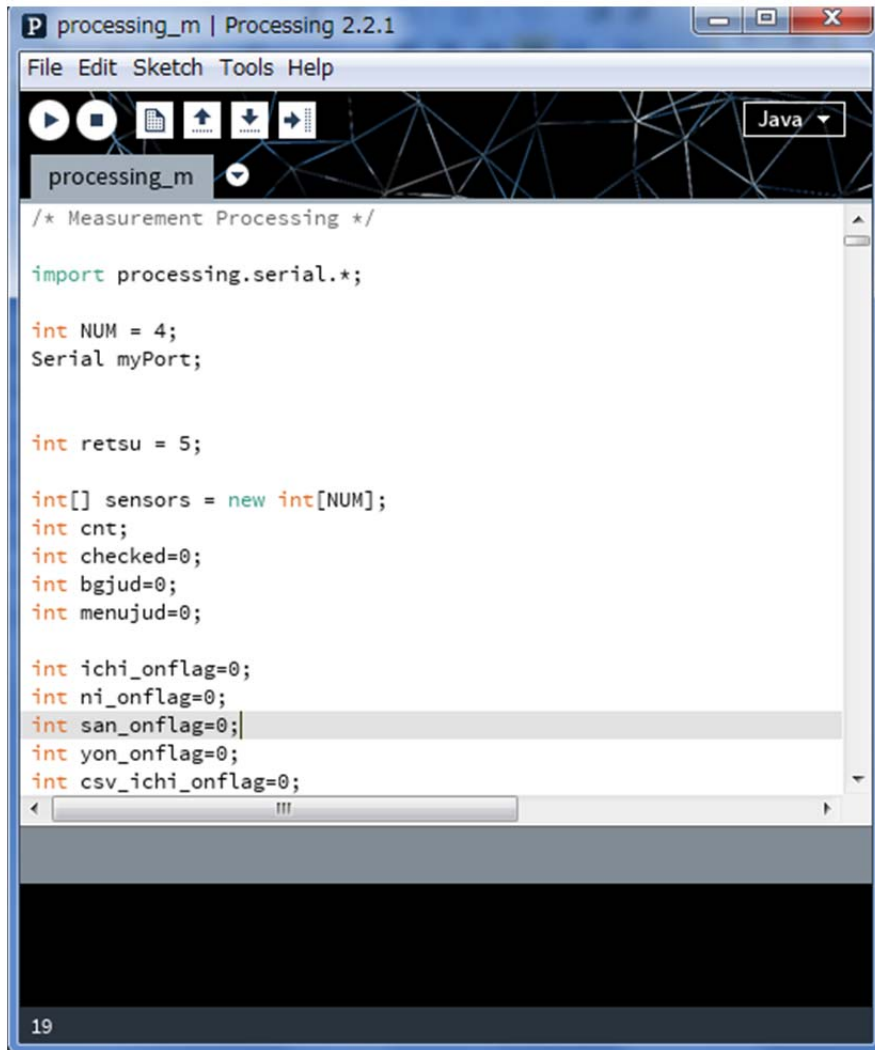 processing_m | Processing 2.2.1
File Edit Sketch Tools Help
Java
processing_m
/* Measurement Processing */
import processing.serial.*;
int NUM = 4;
Serial myPort;
int retsu = 5;
int[] sensors = new int[NUM];
int cnt;
int checked=0;
int bgjud=0;
int menujud=0;
int ichi_onflag=0;
int ni_onflag=0;
int san_onflag=0;
int yon_onflag=0;
int csv_ichi_onflag=0;
19